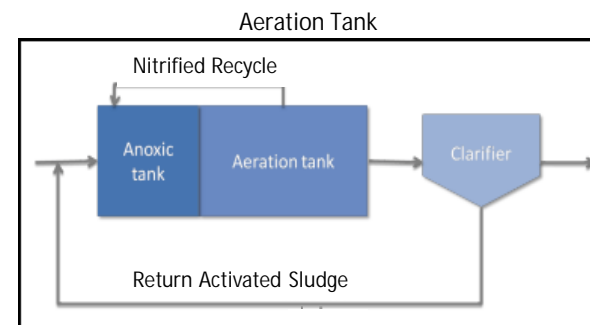 Aeration Tank
Nitrified Recycle
Anoxic
tank
Aeration tank
Clarifier
Return Activated Sludge